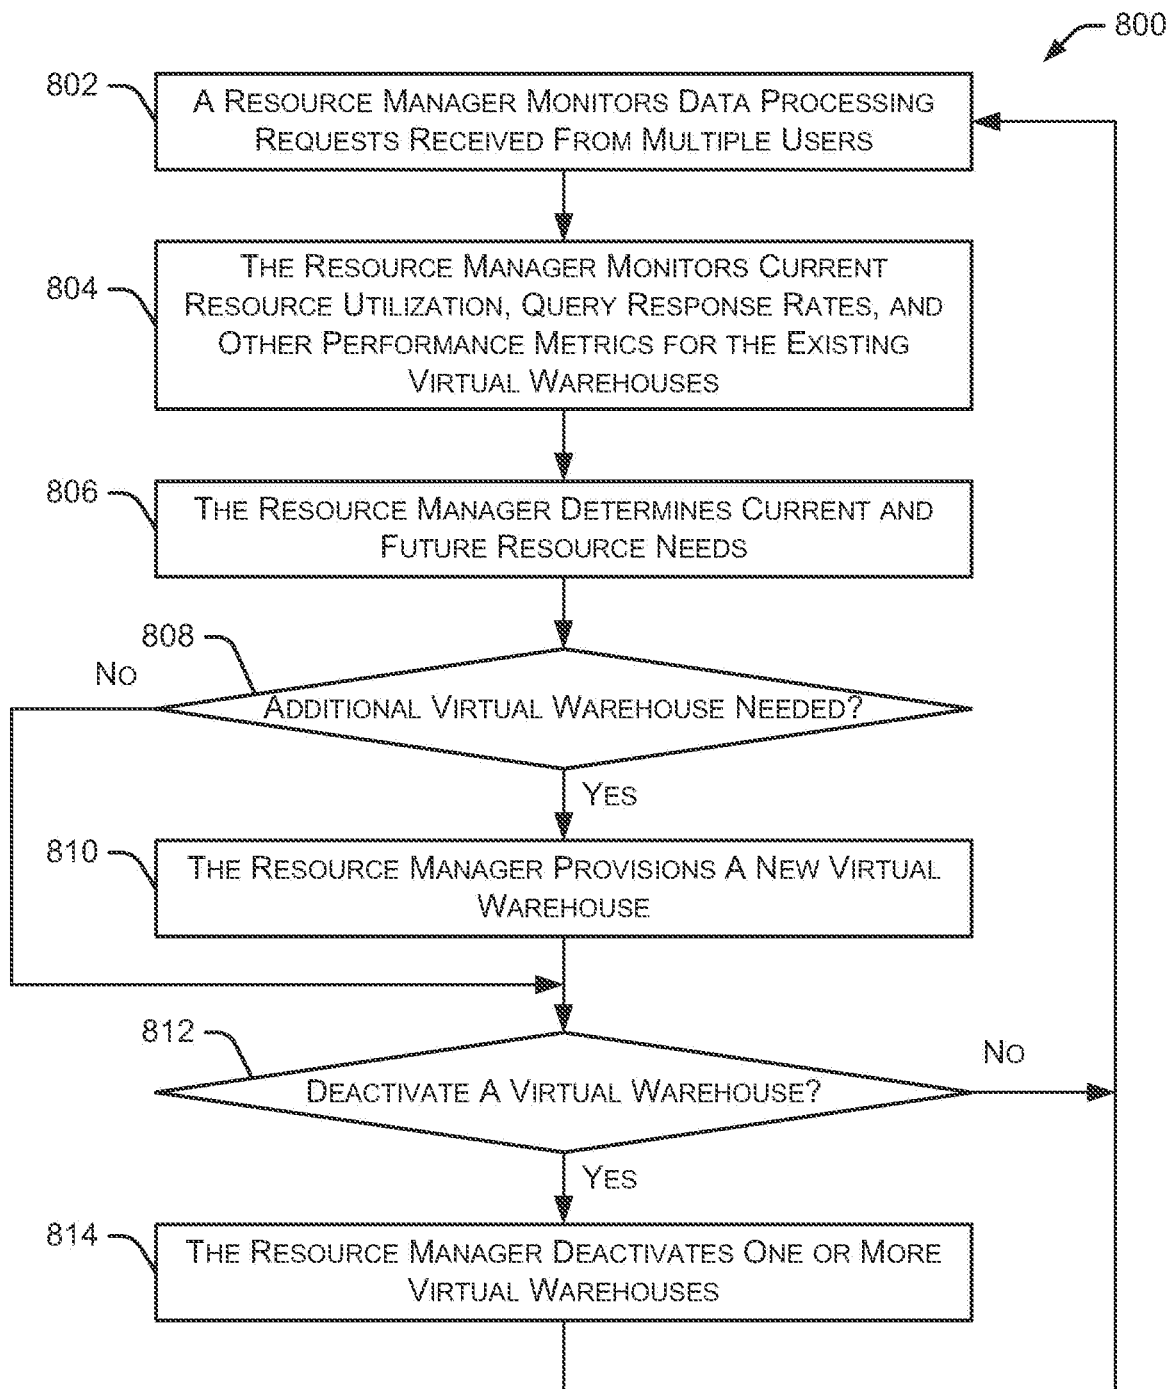 800
802
A RESOURCE MANAGER MONITORS DATA PROCESSING
REQUESTS RECEIVED FROM MULTIPLE USERS
804
THE RESOURCE MANAGER MONITORS CURRENT
RESOURCE UTILIZATION, QUERY RESPONSE RATES, AND
OTHER PERFORMANCE METRICS FOR THE EXISTING
VIRTUAL WAREHOUSES
806
THE RESOURCE MANAGER DETERMINES CURRENT AND
FUTURE RESOURCE NEEDS
808
NO
ADDITIONAL VIRTUAL WAREHOUSE NEEDED?
YES
810
THE RESOURCE MANAGER PROVISIONS A NEW VIRTUAL
WAREHOUSE
812
NO
DEACTIVATE A VIRTUAL WAREHOUSE?
YES
814
THE RESOURCE MANAGER DEACTIVATES ONE OR MORE
VIRTUAL WAREHOUSES